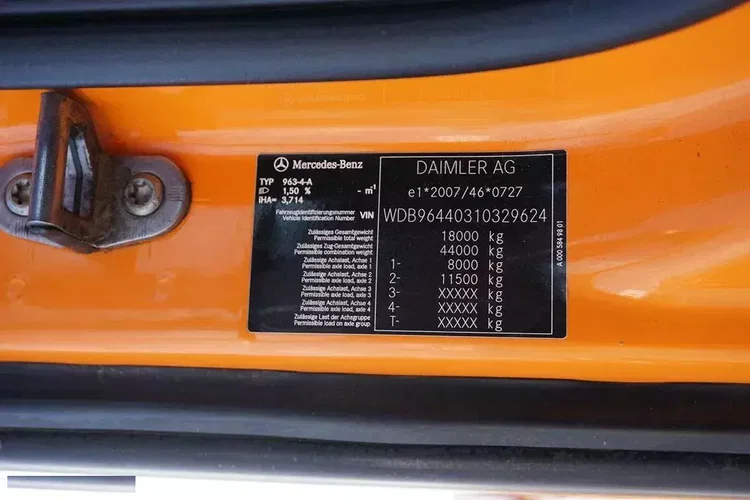 Mercedes-Benz
TYP 963-4-A
1,50 % - m⁻¹
iHA= 3,714
Fahrzeugidentifizierungsnummer
Vehicle Identification Number VIN
DAIMLER AG
e1*2007/46*0727
WDB96440310329624
Zulässiges Gesamtgewicht
Permissible total weight 18000 kg
Zulässiges Zug-Gesamtgewicht
Permissible combination weight 44000 kg
Zulässige Achslast, Achse 1
Permissible axle load, axle 1 1- 8000 kg
Zulässige Achslast, Achse 2
Permissible axle load, axle 2 2- 11500 kg
Zulässige Achslast, Achse 3
Permissible axle load, axle 3 3- XXXXX kg
Zulässige Achslast, Achse 4
Permissible axle load, axle 4 4- XXXXX kg
Zulässige Last der Achsgruppe
Permissible load on axle group T- XXXXX kg
A 000 584 98 01